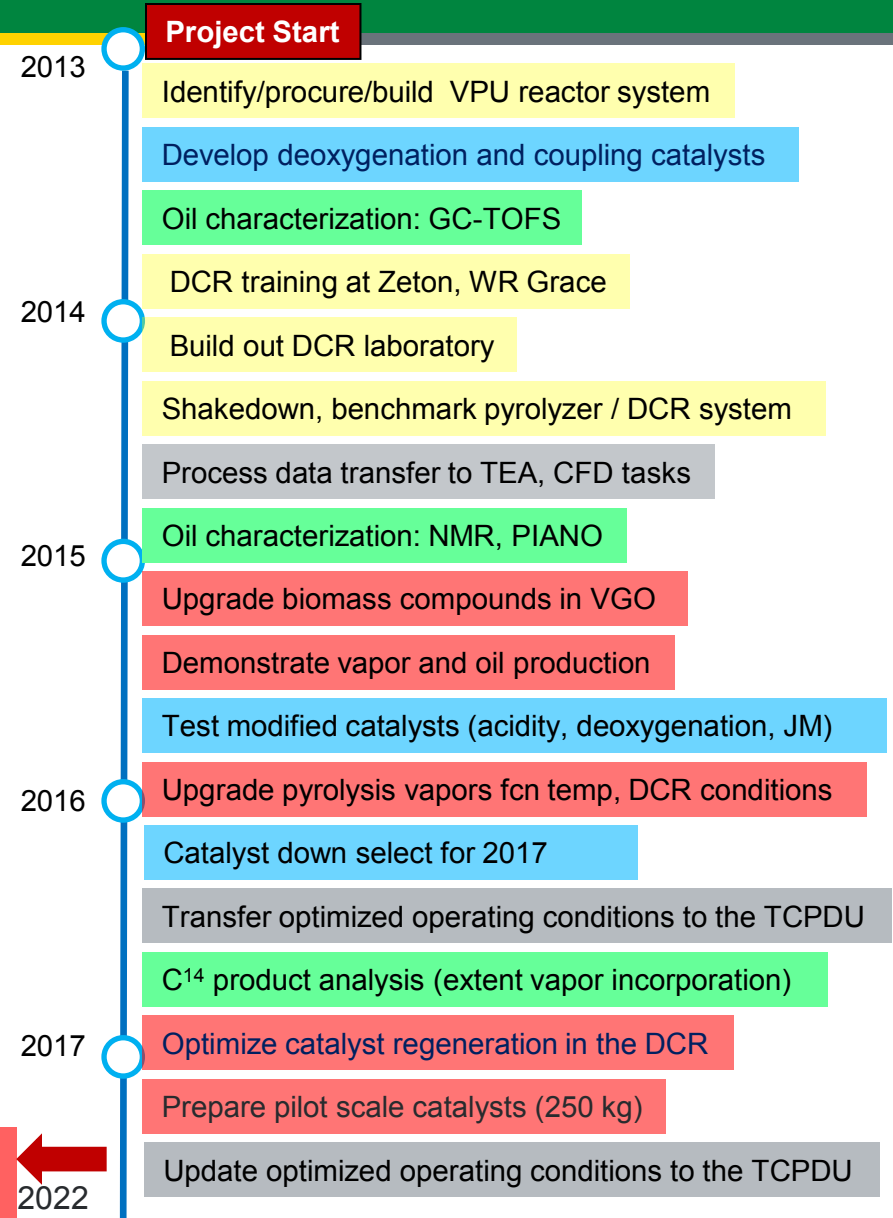 Project Start
2013
Identify/procure/build VPU reactor system
Develop deoxygenation and coupling catalysts
Oil characterization: GC-TOFS
DCR training at Zeton, WR Grace
2014
Build out DCR laboratory
Shakedown, benchmark pyrolyzer / DCR system
Process data transfer to TEA, CFD tasks
Oil characterization: NMR, PIANO
2015
Upgrade biomass compounds in VGO
Demonstrate vapor and oil production
Test modified catalysts (acidity, deoxygenation, JM)
2016
Upgrade pyrolysis vapors fcn temp, DCR conditions
Catalyst down select for 2017
Transfer optimized operating conditions to the TCPDU
C¹⁴ product analysis (extent vapor incorporation)
2017
Optimize catalyst regeneration in the DCR
Prepare pilot scale catalysts (250 kg)
Update optimized operating conditions to the TCPDU
2022